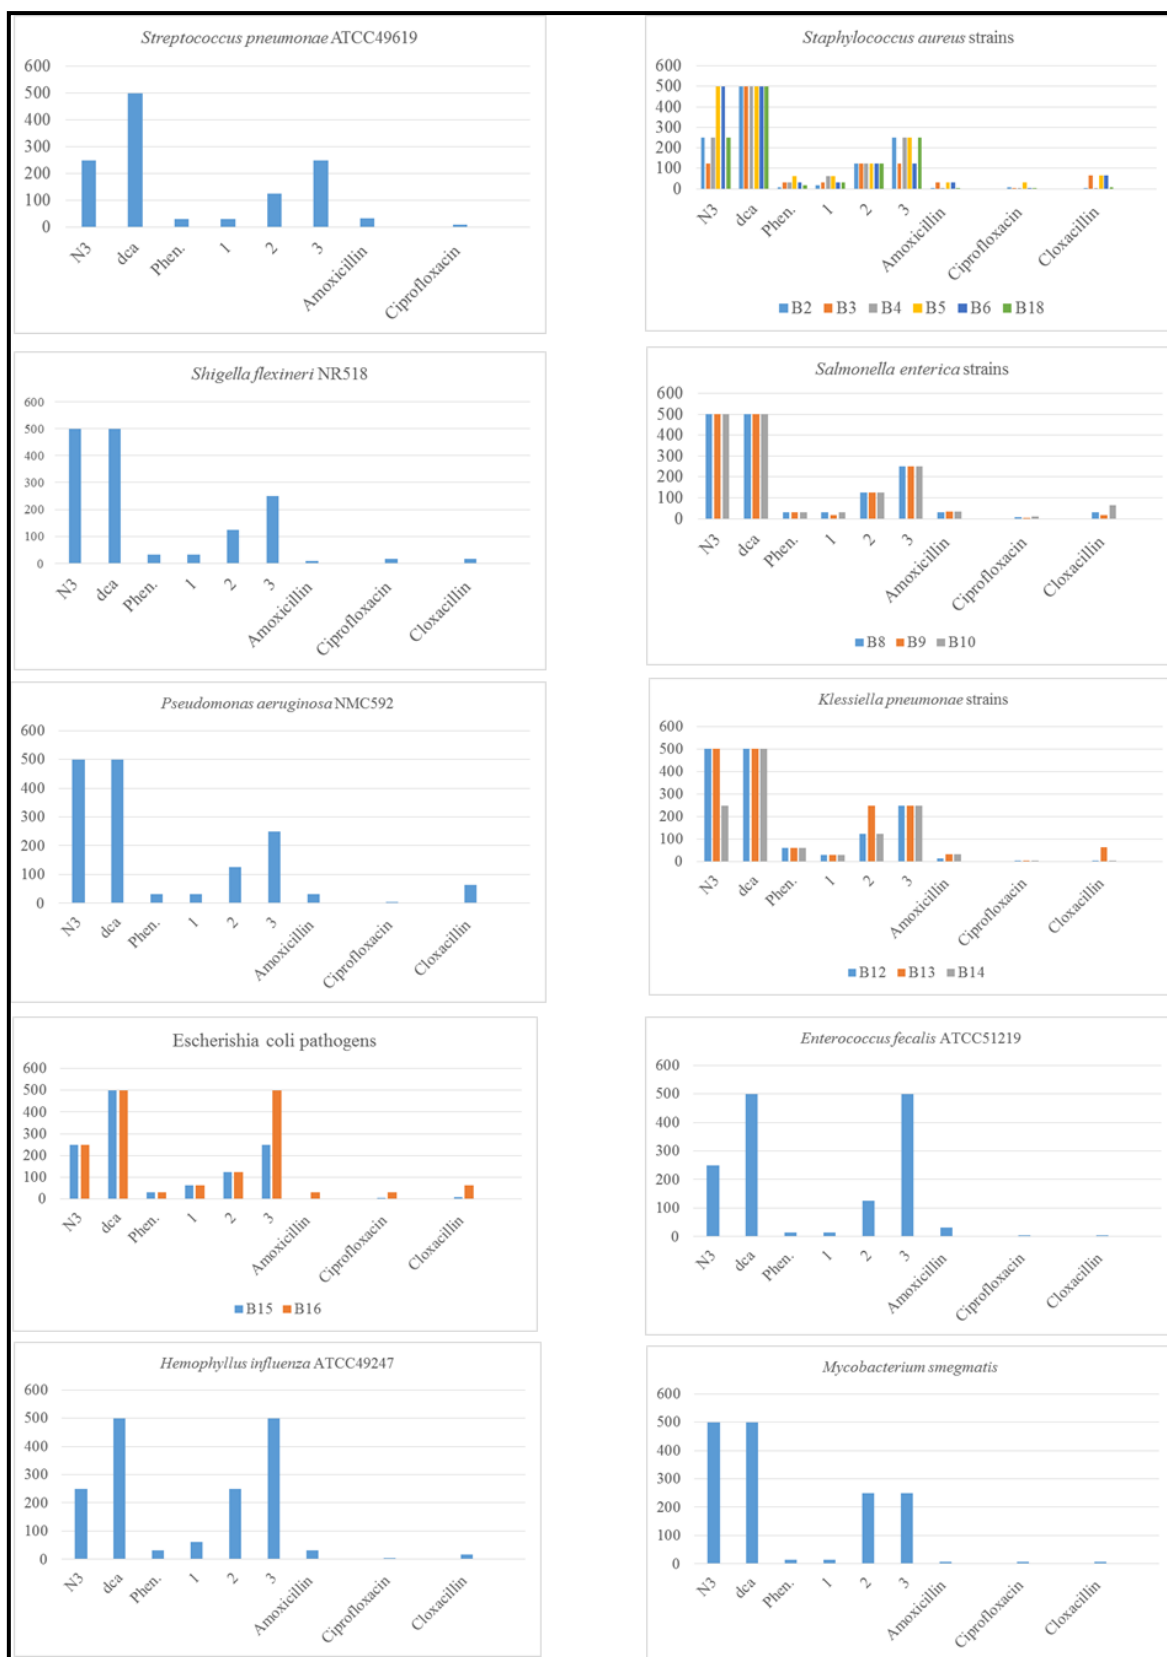 Streptococcus pneumonae ATCC49619
600
500
400
300
200
100
0
N3
dca
Phen.
1
2
3
Amoxicillin
Ciprofloxacin
Staphylococcus aureus strains
600
500
400
300
200
100
0
N3
dca
Phen.
1
2
3
Amoxicillin
Ciprofloxacin
Cloxacillin
B2 B3 B4 B5 B6 B18
Shigella flexineri NR518
600
500
400
300
200
100
0
N3
dca
Phen.
1
2
3
Amoxicillin
Ciprofloxacin
Cloxacillin
Salmonella enterica strains
600
500
400
300
200
100
0
N3
dca
Phen.
1
2
3
Amoxicillin
Ciprofloxacin
Cloxacillin
B8 B9 B10
Pseudomonas aeruginosa NMC592
600
500
400
300
200
100
0
N3
dca
Phen.
1
2
3
Amoxicillin
Ciprofloxacin
Cloxacillin
Klessiella pneumonae strains
600
500
400
300
200
100
0
N3
dca
Phen.
1
2
3
Amoxicillin
Ciprofloxacin
Cloxacillin
B12 B13 B14
Escherishia coli pathogens
600
500
400
300
200
100
0
N3
dca
Phen.
1
2
3
Amoxicillin
Ciprofloxacin
Cloxacillin
B15 B16
Enterococcus fecalis ATCC51219
600
500
400
300
200
100
0
N3
dca
Phen.
1
2
3
Amoxicillin
Ciprofloxacin
Cloxacillin
Hemophyllus influenza ATCC49247
600
500
400
300
200
100
0
N3
dca
Phen.
1
2
3
Amoxicillin
Ciprofloxacin
Cloxacillin
Mycobacterium smegmatis
600
500
400
300
200
100
0
N3
dca
Phen.
1
2
3
Amoxicillin
Ciprofloxacin
Cloxacillin